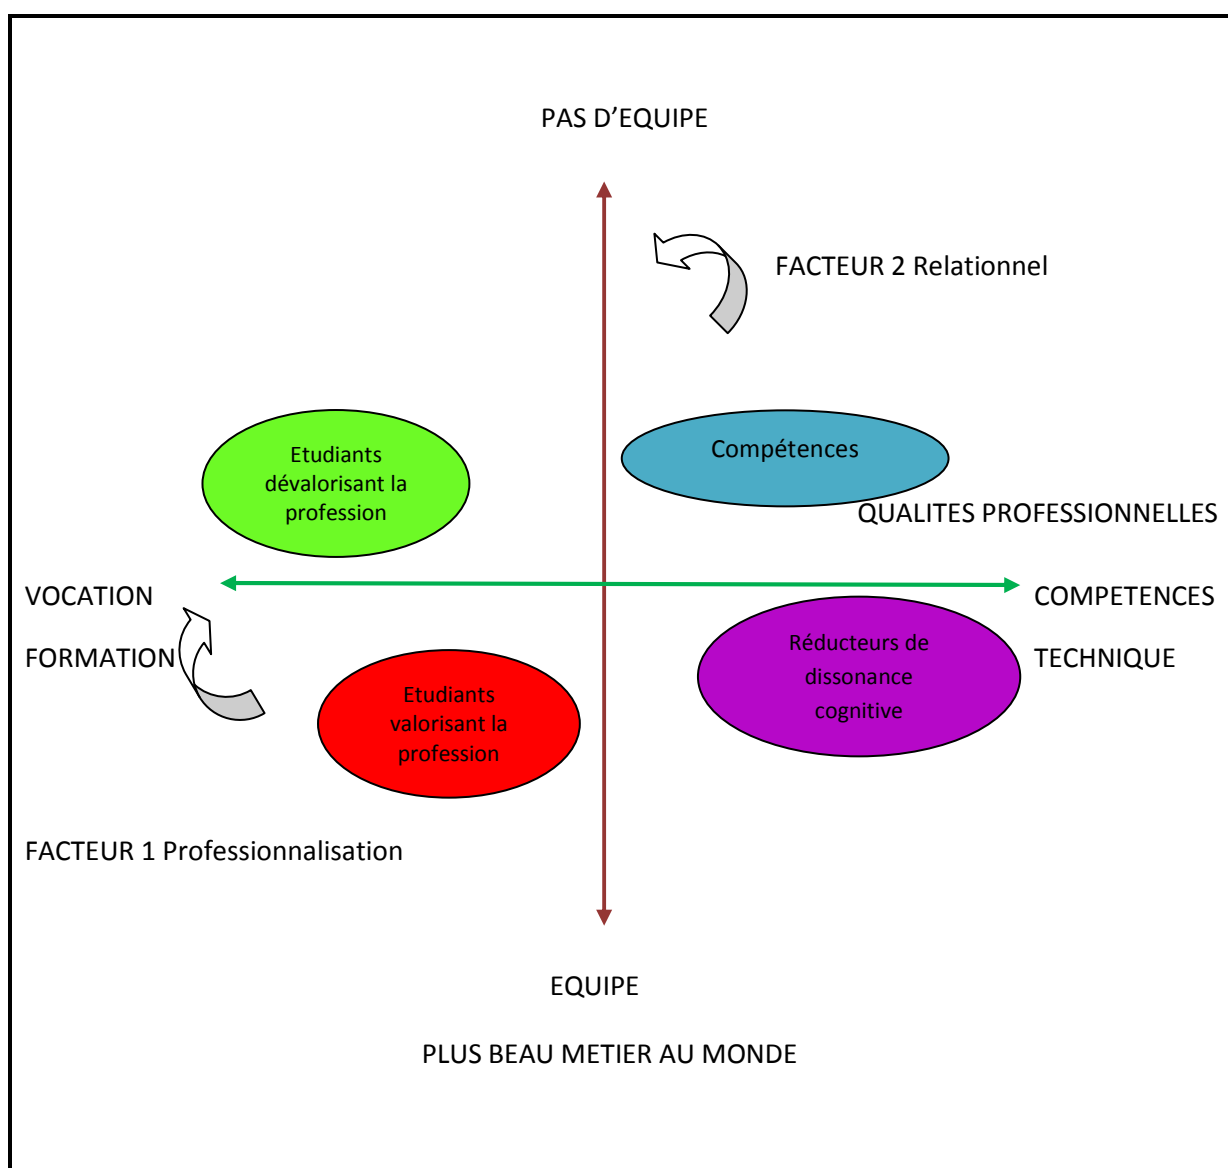 PAS D’EQUIPE
FACTEUR 2 Relationnel
Etudiants
dévalorisant la
profession
Compétences
QUALITES PROFESSIONNELLES
VOCATION
COMPETENCES
FORMATION
TECHNIQUE
Réducteurs de
dissonance
cognitive
Etudiants
valorisant la
profession
FACTEUR 1 Professionnalisation
EQUIPE
PLUS BEAU METIER AU MONDE